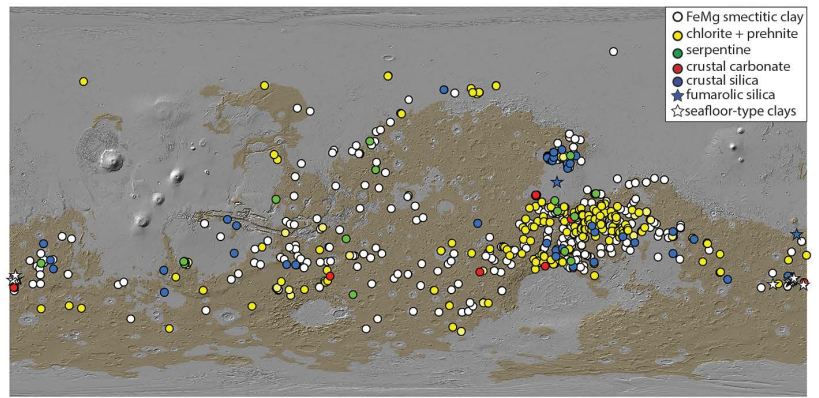 FeMg smectitic clay
chlorite + prehnite
serpentine
crustal carbonate
crustal silica
fumarolic silica
seafloor-type clays